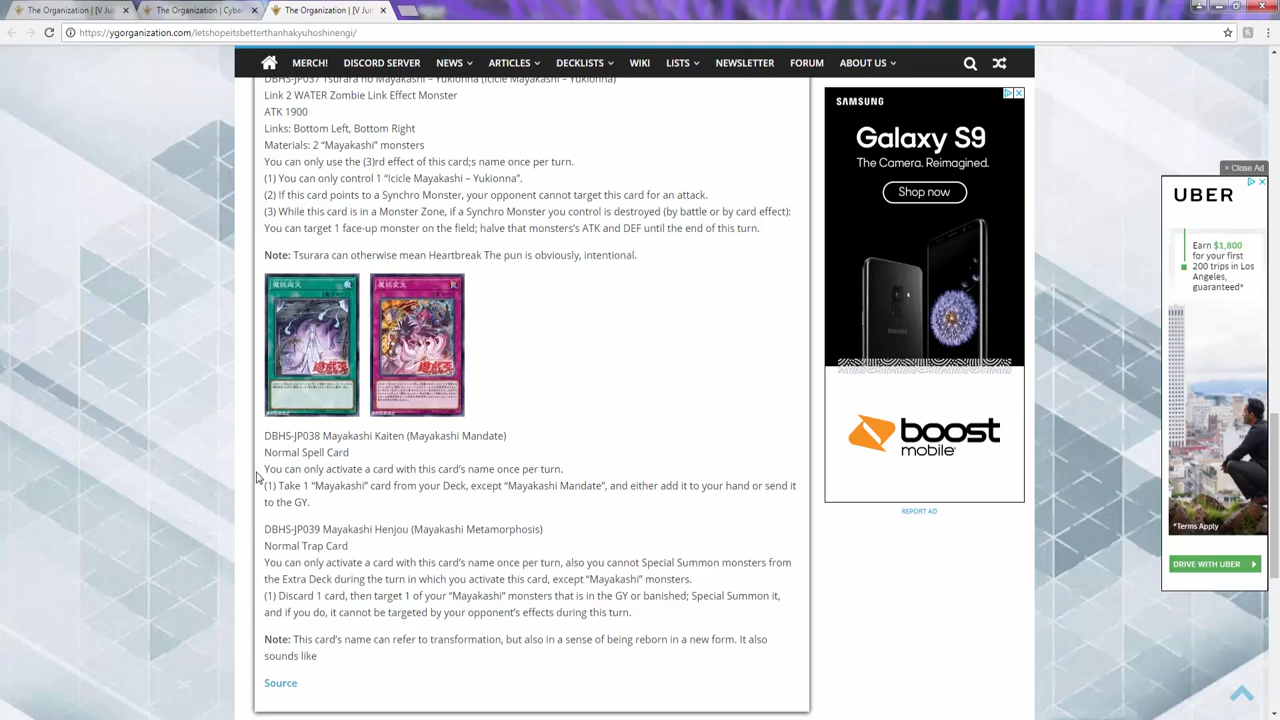 The Organization | [V Jun
The Organization | Cyber
The Organization | [V Jun
https://ygorganization.com/letshopeitsbetterthanhakyuhoshinengi/
MERCH!
DISCORD SERVER
NEWS
ARTICLES
DECKLISTS
WIKI
LISTS
NEWSLETTER
FORUM
ABOUT US
DBHS-JP037 Tsurara no Mayakashi – Yukionna (Icicle Mayakashi – Yukionna)
Link 2 WATER Zombie Link Effect Monster
ATK 1900
Links: Bottom Left, Bottom Right
Materials: 2 “Mayakashi” monsters
You can only use the (3)rd effect of this card;s name once per turn.
(1) You can only control 1 “Icicle Mayakashi – Yukionna”.
(2) If this card points to a Synchro Monster, your opponent cannot target this card for an attack.
(3) While this card is in a Monster Zone, if a Synchro Monster you control is destroyed (by battle or by card effect):
You can target 1 face-up monster on the field; halve that monsters’s ATK and DEF until the end of this turn.
Note: Tsurara can otherwise mean Heartbreak The pun is obviously, intentional.
DBHS-JP038 Mayakashi Kaiten (Mayakashi Mandate)
Normal Spell Card
You can only activate a card with this card’s name once per turn.
(1) Take 1 “Mayakashi” card from your Deck, except “Mayakashi Mandate”, and either add it to your hand or send it
to the GY.
DBHS-JP039 Mayakashi Henjou (Mayakashi Metamorphosis)
Normal Trap Card
You can only activate a card with this card’s name once per turn, also you cannot Special Summon monsters from
the Extra Deck during the turn in which you activate this card, except “Mayakashi” monsters.
(1) Discard 1 card, then target 1 of your “Mayakashi” monsters that is in the GY or banished; Special Summon it,
and if you do, it cannot be targeted by your opponent’s effects during this turn.
Note: This card’s name can refer to transformation, but also in a sense of being reborn in a new form. It also
sounds like
Source
SAMSUNG
Galaxy S9
The Camera. Reimagined.
Shop now
boost
mobile
REPORT AD
× Close Ad
UBER
Earn $1,800
for your first
200 trips in Los
Angeles,
guaranteed*
*Terms Apply
DRIVE WITH UBER